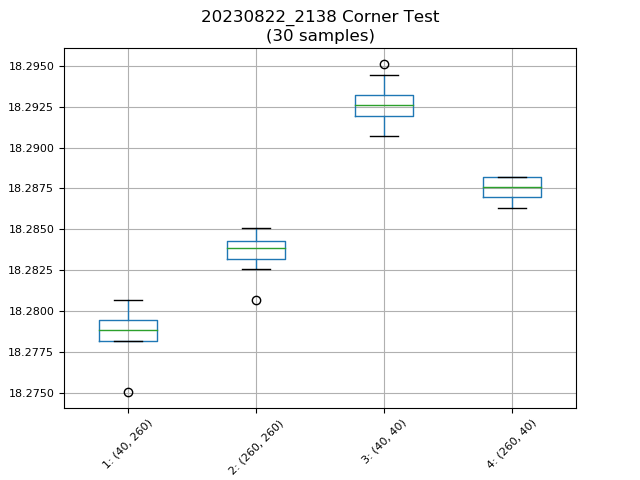 20230822_2138 Corner Test
(30 samples)
18.2950
18.2925
18.2900
18.2875
18.2850
18.2825
18.2800
18.2775
18.2750
1: (40, 260)
2: (260, 260)
3: (40, 40)
4: (260, 40)